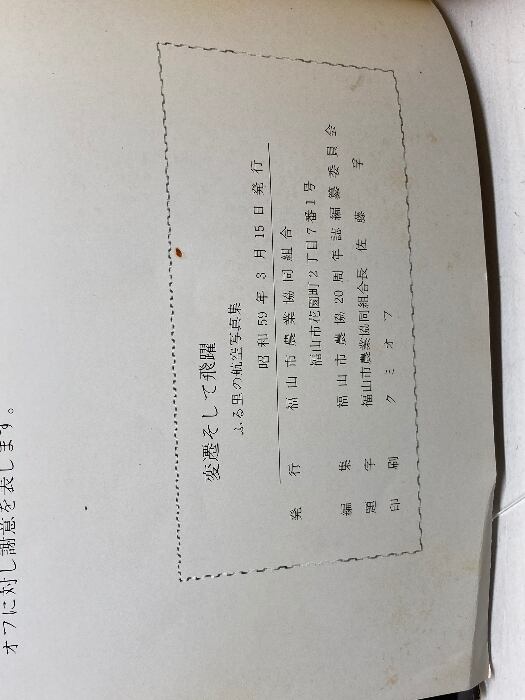 オフに対し謝意を表します。
変遷そして飛躍
ふる里の航空写真集
昭和59年3月15日発行
発行 福山市農業協同組合
福山市花園町2丁目7番1号
編集 福山市農協20周年誌編纂委員会
題字 福山市農業協同組合長 佐藤 孚
印刷 クミオフ